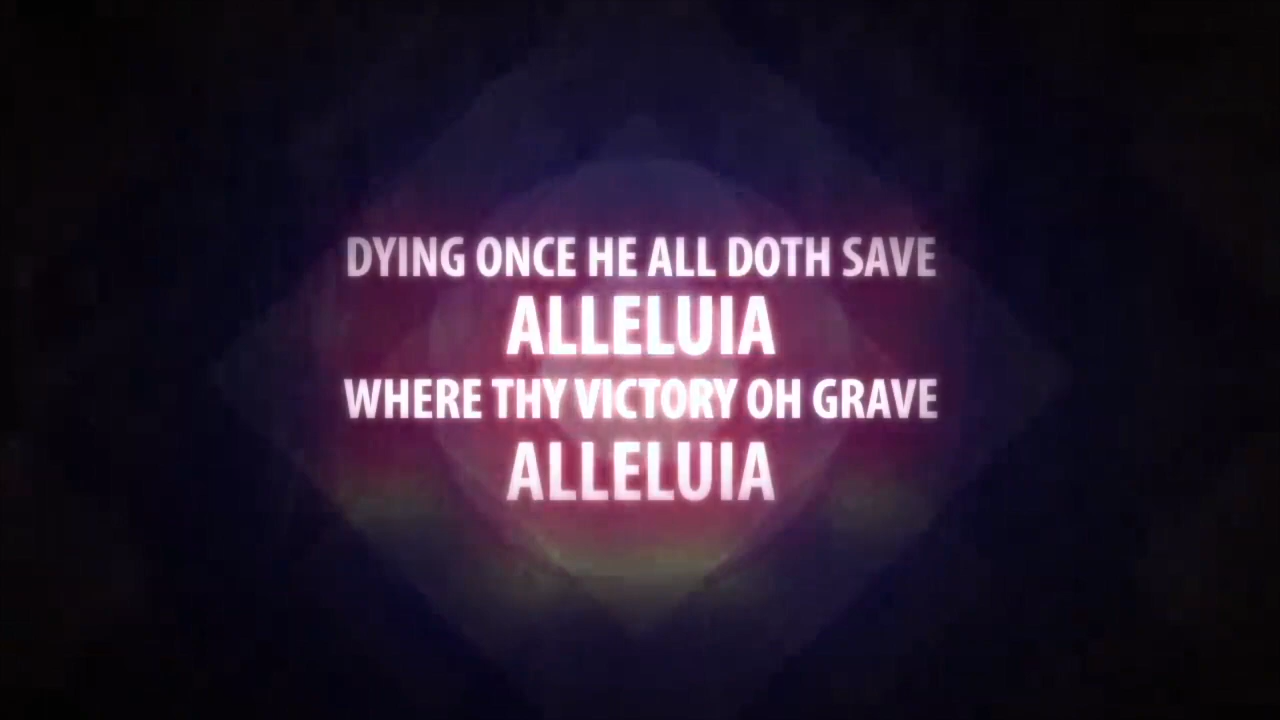 DYING ONCE HE ALL DOTH SAVE
ALLELUIA
WHERE THY VICTORY OH GRAVE
ALLELUIA